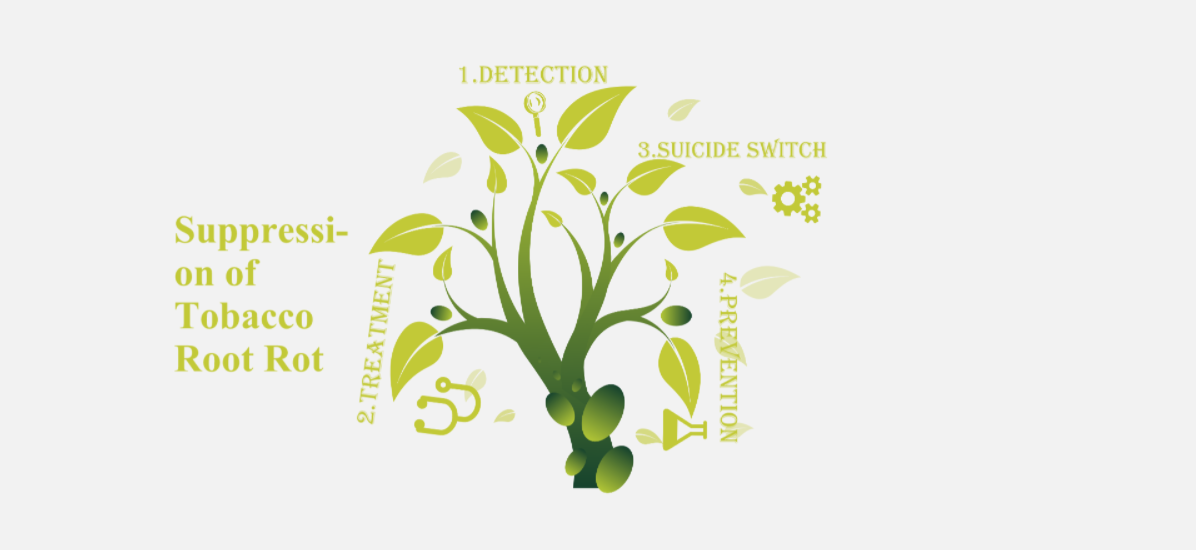 1.DETECTION
3.SUICIDE SWITCH
Suppressi-
on of
Tobacco
Root Rot
2.TREATMENT
4.PREVENTION